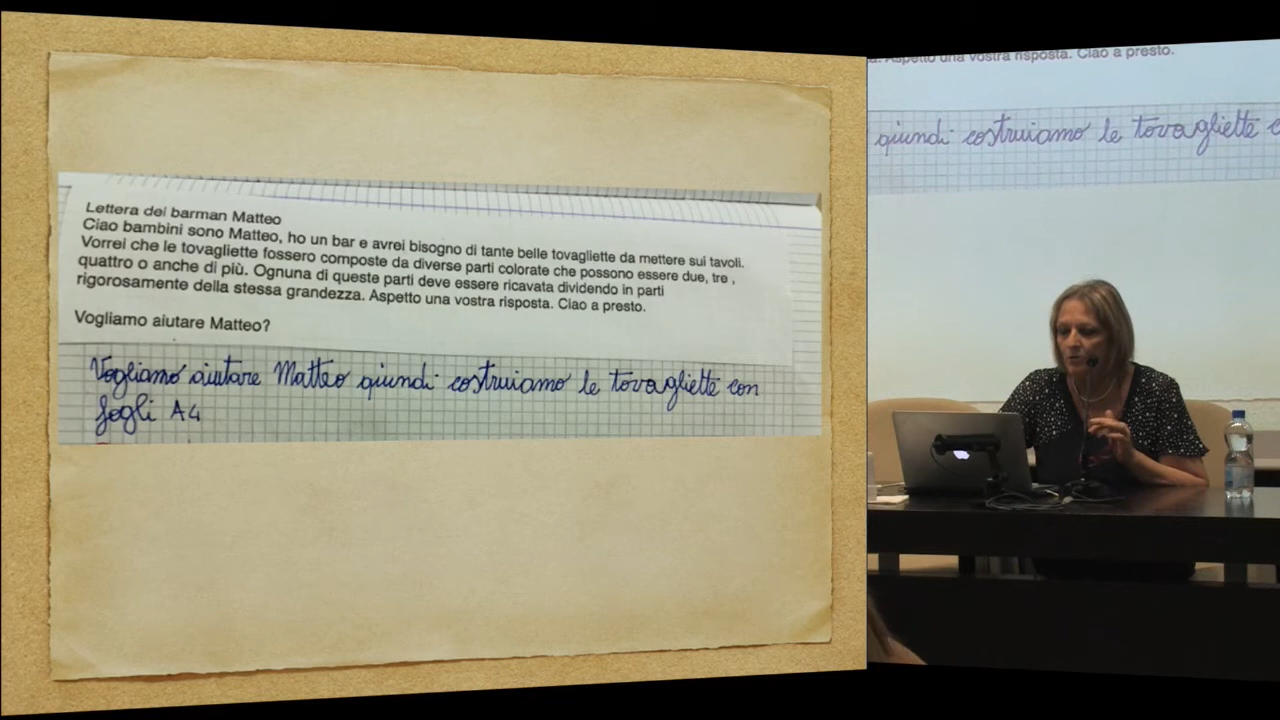 Lettera del barman Matteo
Ciao bambini sono Matteo, ho un bar e avrei bisogno di tante belle tovagliette da mettere sui tavoli.
Vorrei che le tovagliette fossero composte da diverse parti colorate che possono essere due, tre ,
quattro o anche di più. Ognuna di queste parti deve essere ricavata dividendo in parti
rigorosamente della stessa grandezza. Aspetto una vostra risposta. Ciao a presto.
Vogliamo aiutare Matteo?
Vogliamo aiutare Matteo quindi costruiamo le tovagliette con
fogli A4
a. Aspetto una vostra risposta. Ciao a presto.
quindi costruiamo le tovagliette c